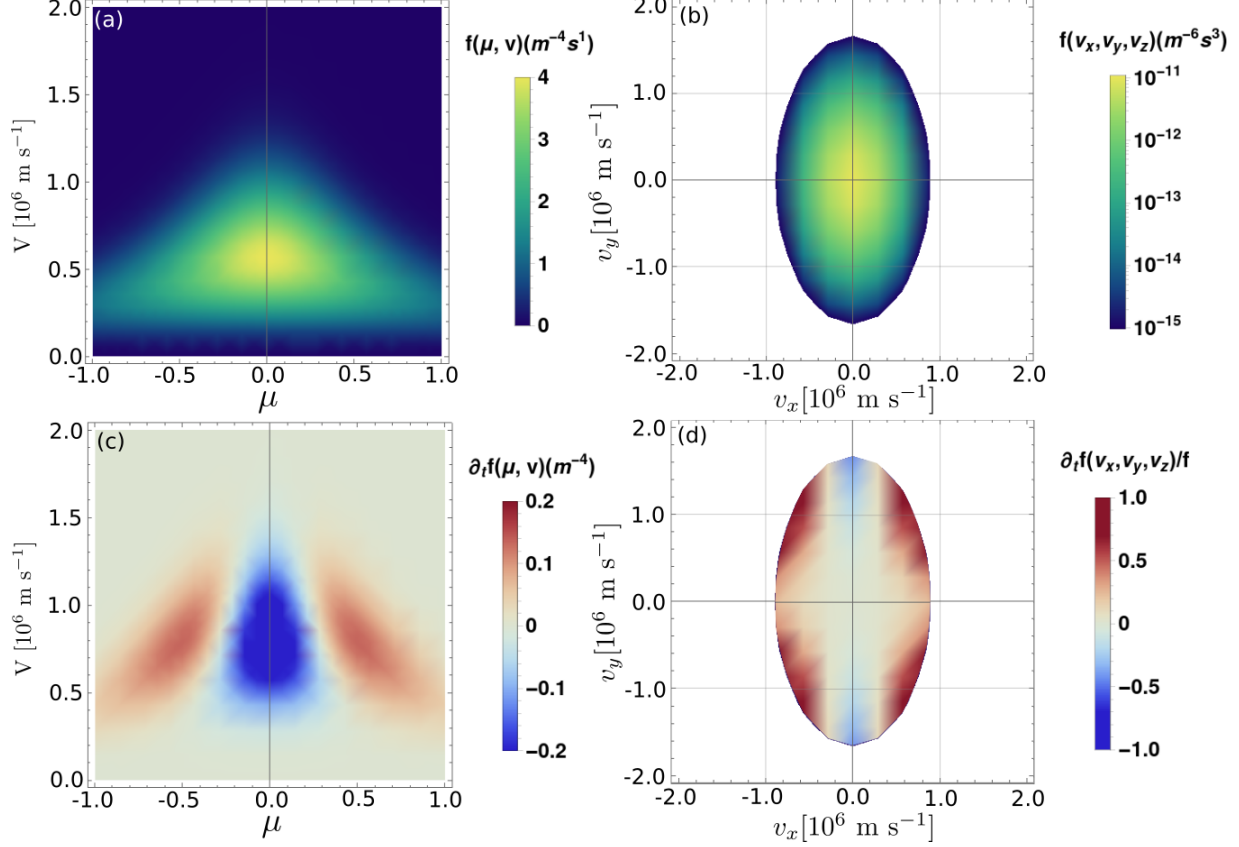 (a)
f(μ, v)(m⁻⁴s¹)
V [10⁶ m s⁻¹]
2.0
1.5
1.0
0.5
0.0
4
3
2
1
0
-1.0 -0.5 0.0 0.5 1.0
μ
(b)
f(vₓ,v_y,v_z)(m⁻⁶s³)
v_y[10⁶ m s⁻¹]
2.0
1.0
0.0
-1.0
-2.0
10⁻¹¹
10⁻¹²
10⁻¹³
10⁻¹⁴
10⁻¹⁵
-2.0 -1.0 0.0 1.0 2.0
vₓ[10⁶ m s⁻¹]
(c)
∂ₜf(μ, v)(m⁻⁴)
V [10⁶ m s⁻¹]
2.0
1.5
1.0
0.5
0.0
0.2
0.1
0
−0.1
−0.2
-1.0 -0.5 0.0 0.5 1.0
μ
(d)
∂ₜf(vₓ,v_y,v_z)/f
v_y[10⁶ m s⁻¹]
2.0
1.0
0.0
-1.0
-2.0
1.0
0.5
0
−0.5
−1.0
-2.0 -1.0 0.0 1.0 2.0
vₓ[10⁶ m s⁻¹]